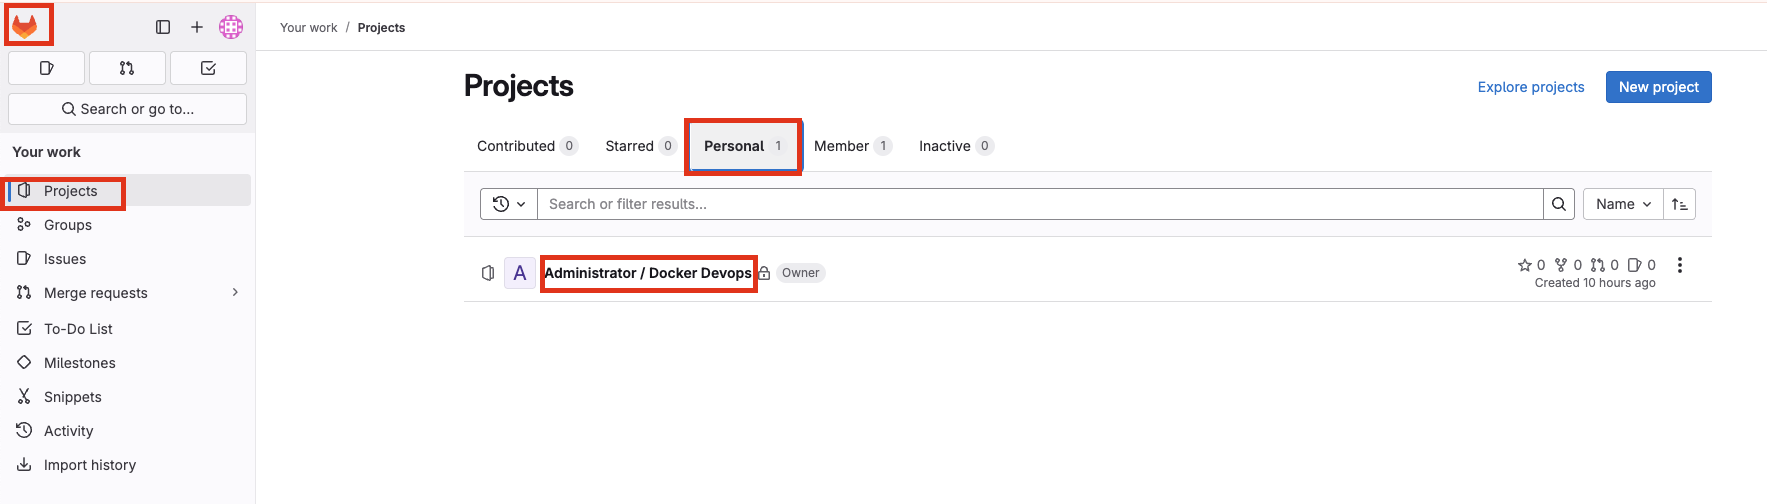 Your work / Projects
Search or go to...
Your work
Projects
Groups
Issues
Merge requests
To-Do List
Milestones
Snippets
Activity
Import history
Projects
Explore projects
New project
Contributed 0 Starred 0 Personal 1 Member 1 Inactive 0
Search or filter results...
Name
A Administrator / Docker Devops Owner
0 0 0 0
Created 10 hours ago